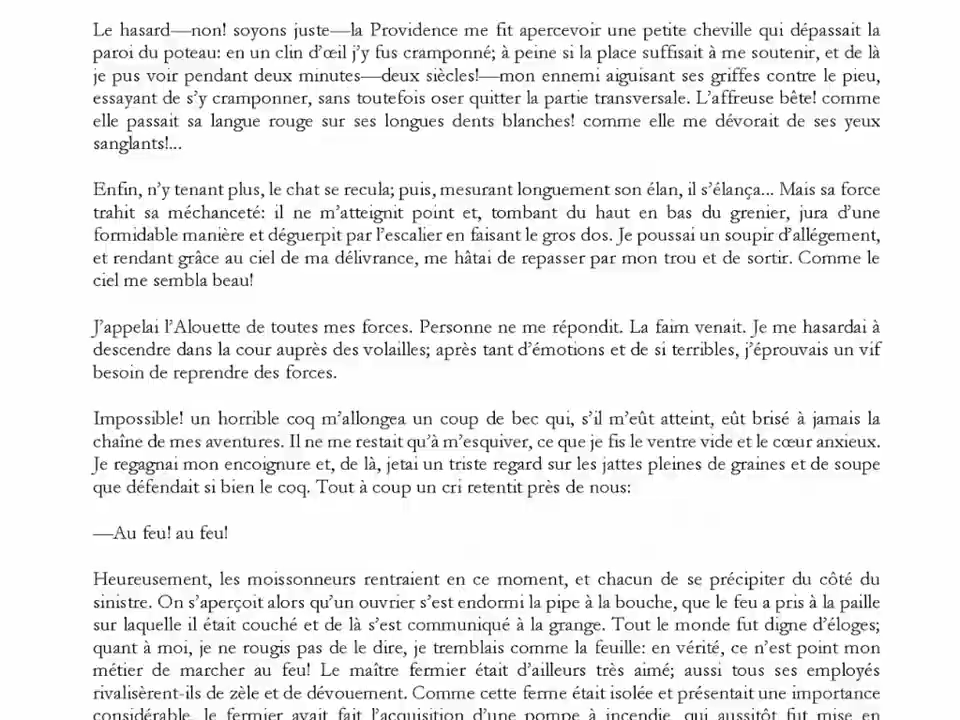 Le hasard—non! soyons juste—la Providence me fit apercevoir une petite cheville qui dépassait la
paroi du poteau: en un clin d'œil j'y fus cramponné; à peine si la place suffisait à me soutenir, et de là
je pus voir pendant deux minutes—deux siècles!—mon ennemi aiguisant ses griffes contre le pieu,
essayant de s'y cramponner, sans toutefois oser quitter la partie transversale. L'affreuse bête! comme
elle passait sa langue rouge sur ses longues dents blanches! comme elle me dévorait de ses yeux
sanglants!...
Enfin, n'y tenant plus, le chat se recula; puis, mesurant longuement son élan, il s'élança... Mais sa force
trahit sa méchanceté: il ne m'atteignit point et, tombant du haut en bas du grenier, jura d'une
formidable manière et déguerpit par l'escalier en faisant le gros dos. Je poussai un soupir d'allégement,
et rendant grâce au ciel de ma délivrance, me hâtai de repasser par mon trou et de sortir. Comme le
ciel me sembla beau!
J'appelai l'Alouette de toutes mes forces. Personne ne me répondit. La faim venait. Je me hasardai à
descendre dans la cour auprès des volailles; après tant d'émotions et de si terribles, j'éprouvais un vif
besoin de reprendre des forces.
Impossible! un horrible coq m'allongea un coup de bec qui, s'il m'eût atteint, eût brisé à jamais la
chaîne de mes aventures. Il ne me restait qu'à m'esquiver, ce que je fis le ventre vide et le cœur anxieux.
Je regagnai mon encoignure et, de là, jetai un triste regard sur les jattes pleines de graines et de soupe
que défendait si bien le coq. Tout à coup un cri retentit près de nous:
—Au feu! au feu!
Heureusement, les moissonneurs rentraient en ce moment, et chacun de se précipiter du côté du
sinistre. On s'aperçoit alors qu'un ouvrier s'est endormi la pipe à la bouche, que le feu a pris à la paille
sur laquelle il était couché et de là s'est communiqué à la grange. Tout le monde fut digne d'éloges;
quant à moi, je ne rougis pas de le dire, je tremblais comme la feuille: en vérité, ce n'est point mon
métier de marcher au feu! Le maître fermier était d'ailleurs très aimé; aussi tous ses employés
rivalisèrent-ils de zèle et de dévouement. Comme cette ferme était isolée et présentait une importance
considérable, le fermier avait fait l'acquisition d'une pompe à incendie, qui aussitôt fut mise en